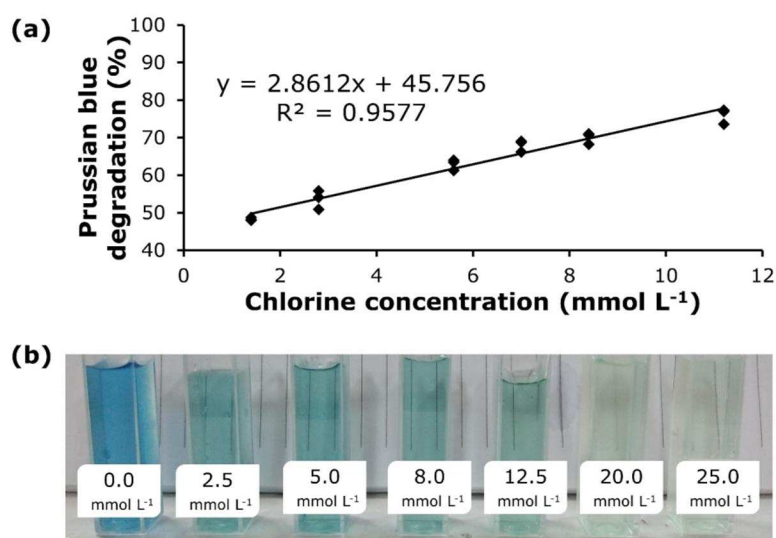 (a)
Prussian blue
degradation (%)
100
90
80
70
60
50
40
y = 2.8612x + 45.756
R² = 0.9577
0 2 4 6 8 10 12
Chlorine concentration (mmol L⁻¹)
(b)
0.0 2.5 5.0 8.0 12.5 20.0 25.0
mmol L⁻¹ mmol L⁻¹ mmol L⁻¹ mmol L⁻¹ mmol L⁻¹ mmol L⁻¹ mmol L⁻¹